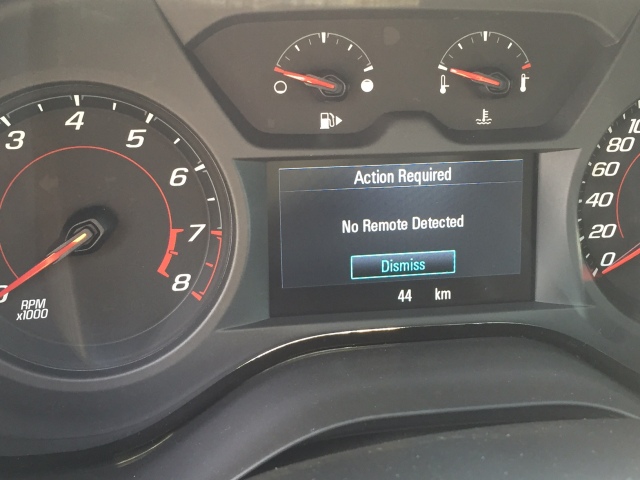 3 4 5 6 7 8
0
RPM
x1000
Action Required
No Remote Detected
Dismiss
44 km
0 20 40 60 80